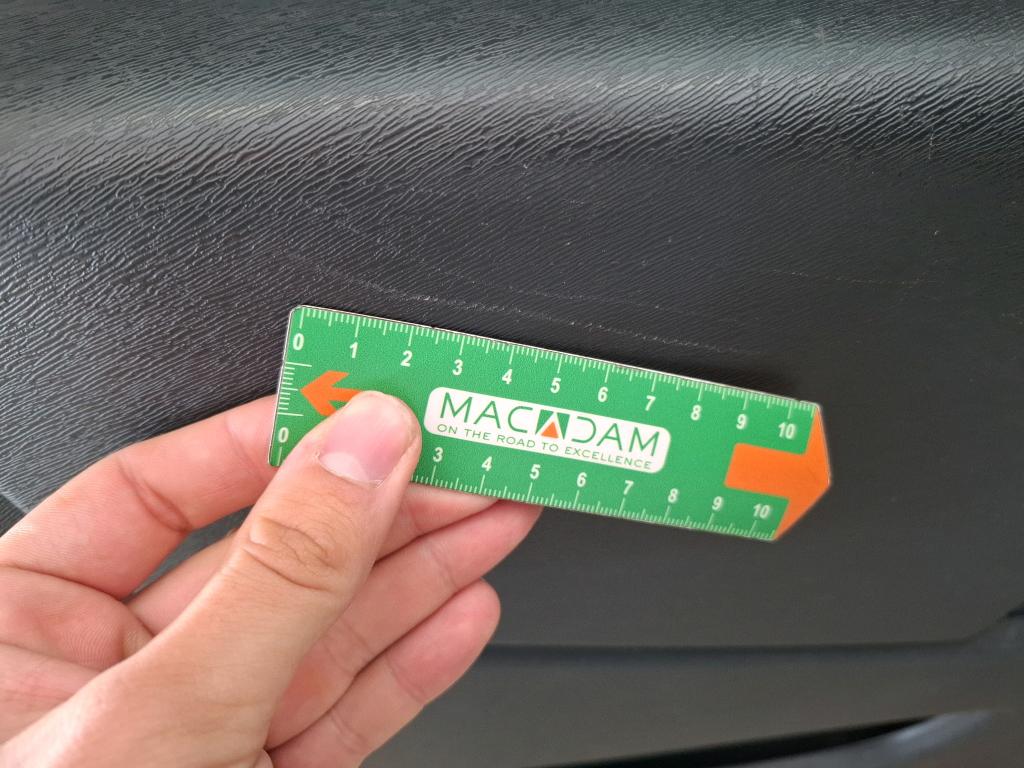 0 1 2 3 4 5 6 7 8 9 10
MACADAM
ON THE ROAD TO EXCELLENCE
0 3 4 5 6 7 8 9 10